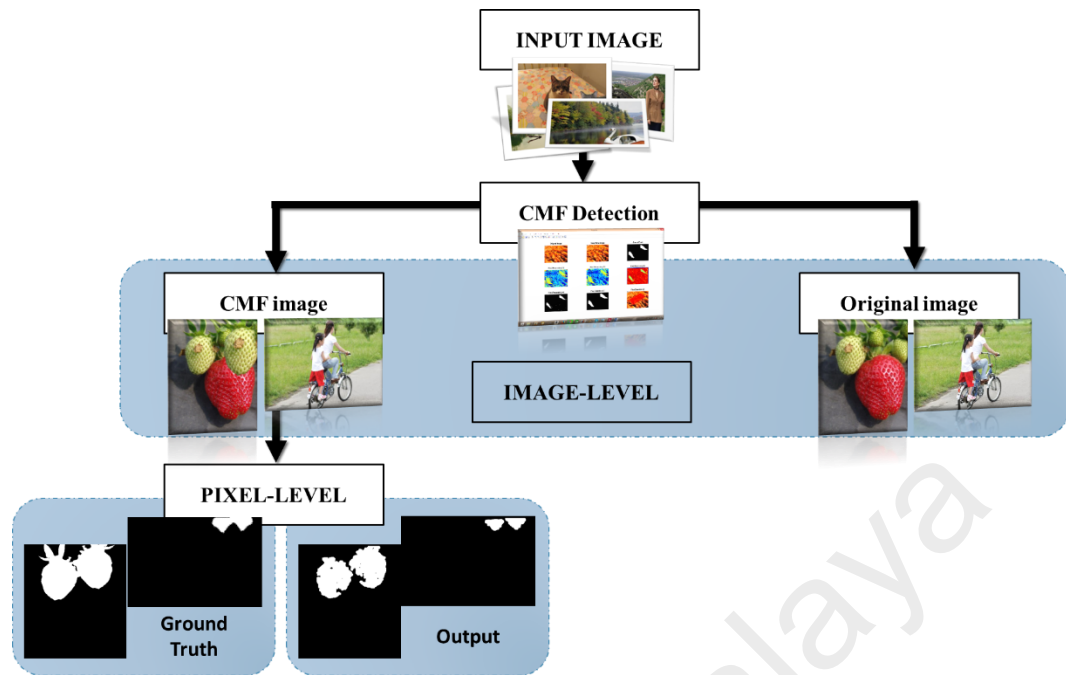 INPUT IMAGE
CMF Detection
CMF image
Original image
IMAGE-LEVEL
PIXEL-LEVEL
Ground
Truth
Output